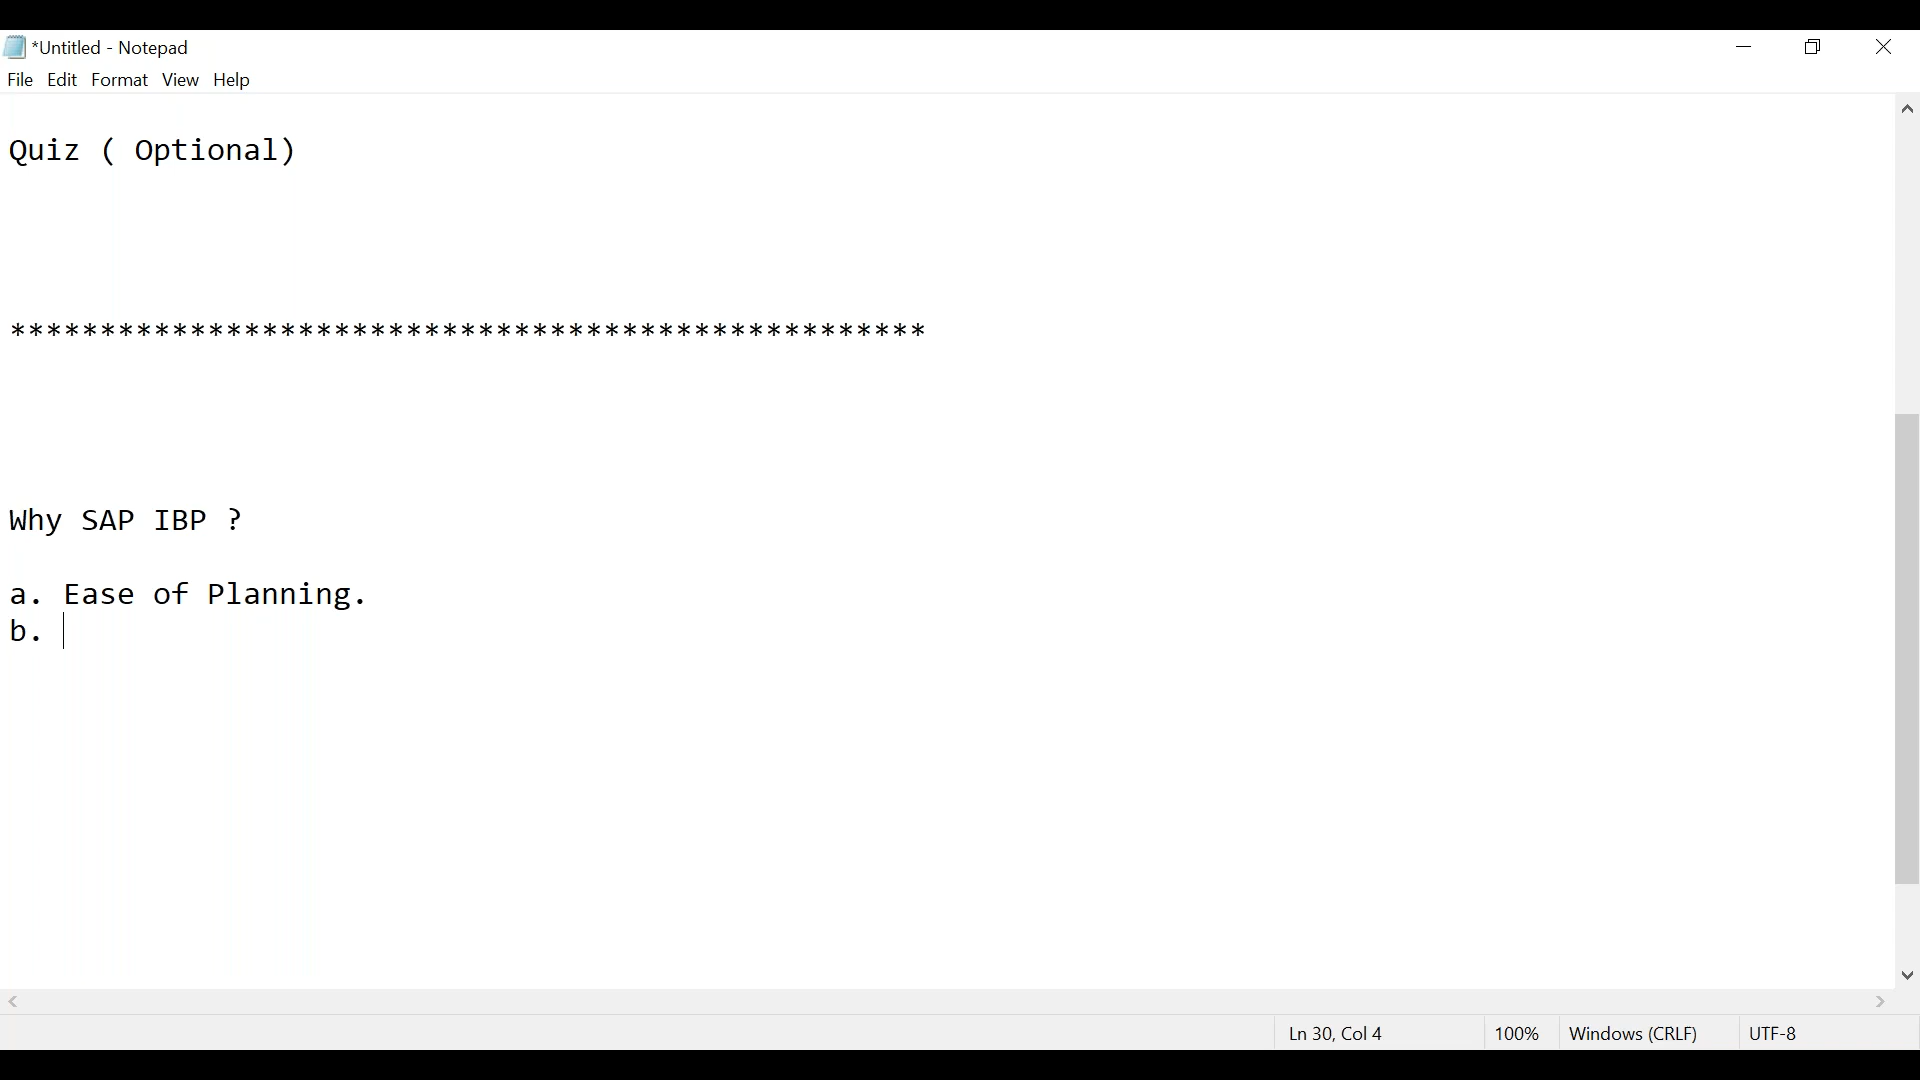 *Untitled - Notepad
File Edit Format View Help
Quiz ( Optional)
***************************************************
Why SAP IBP ?
a. Ease of Planning.
b.
Ln 30, Col 4 100% Windows (CRLF) UTF-8